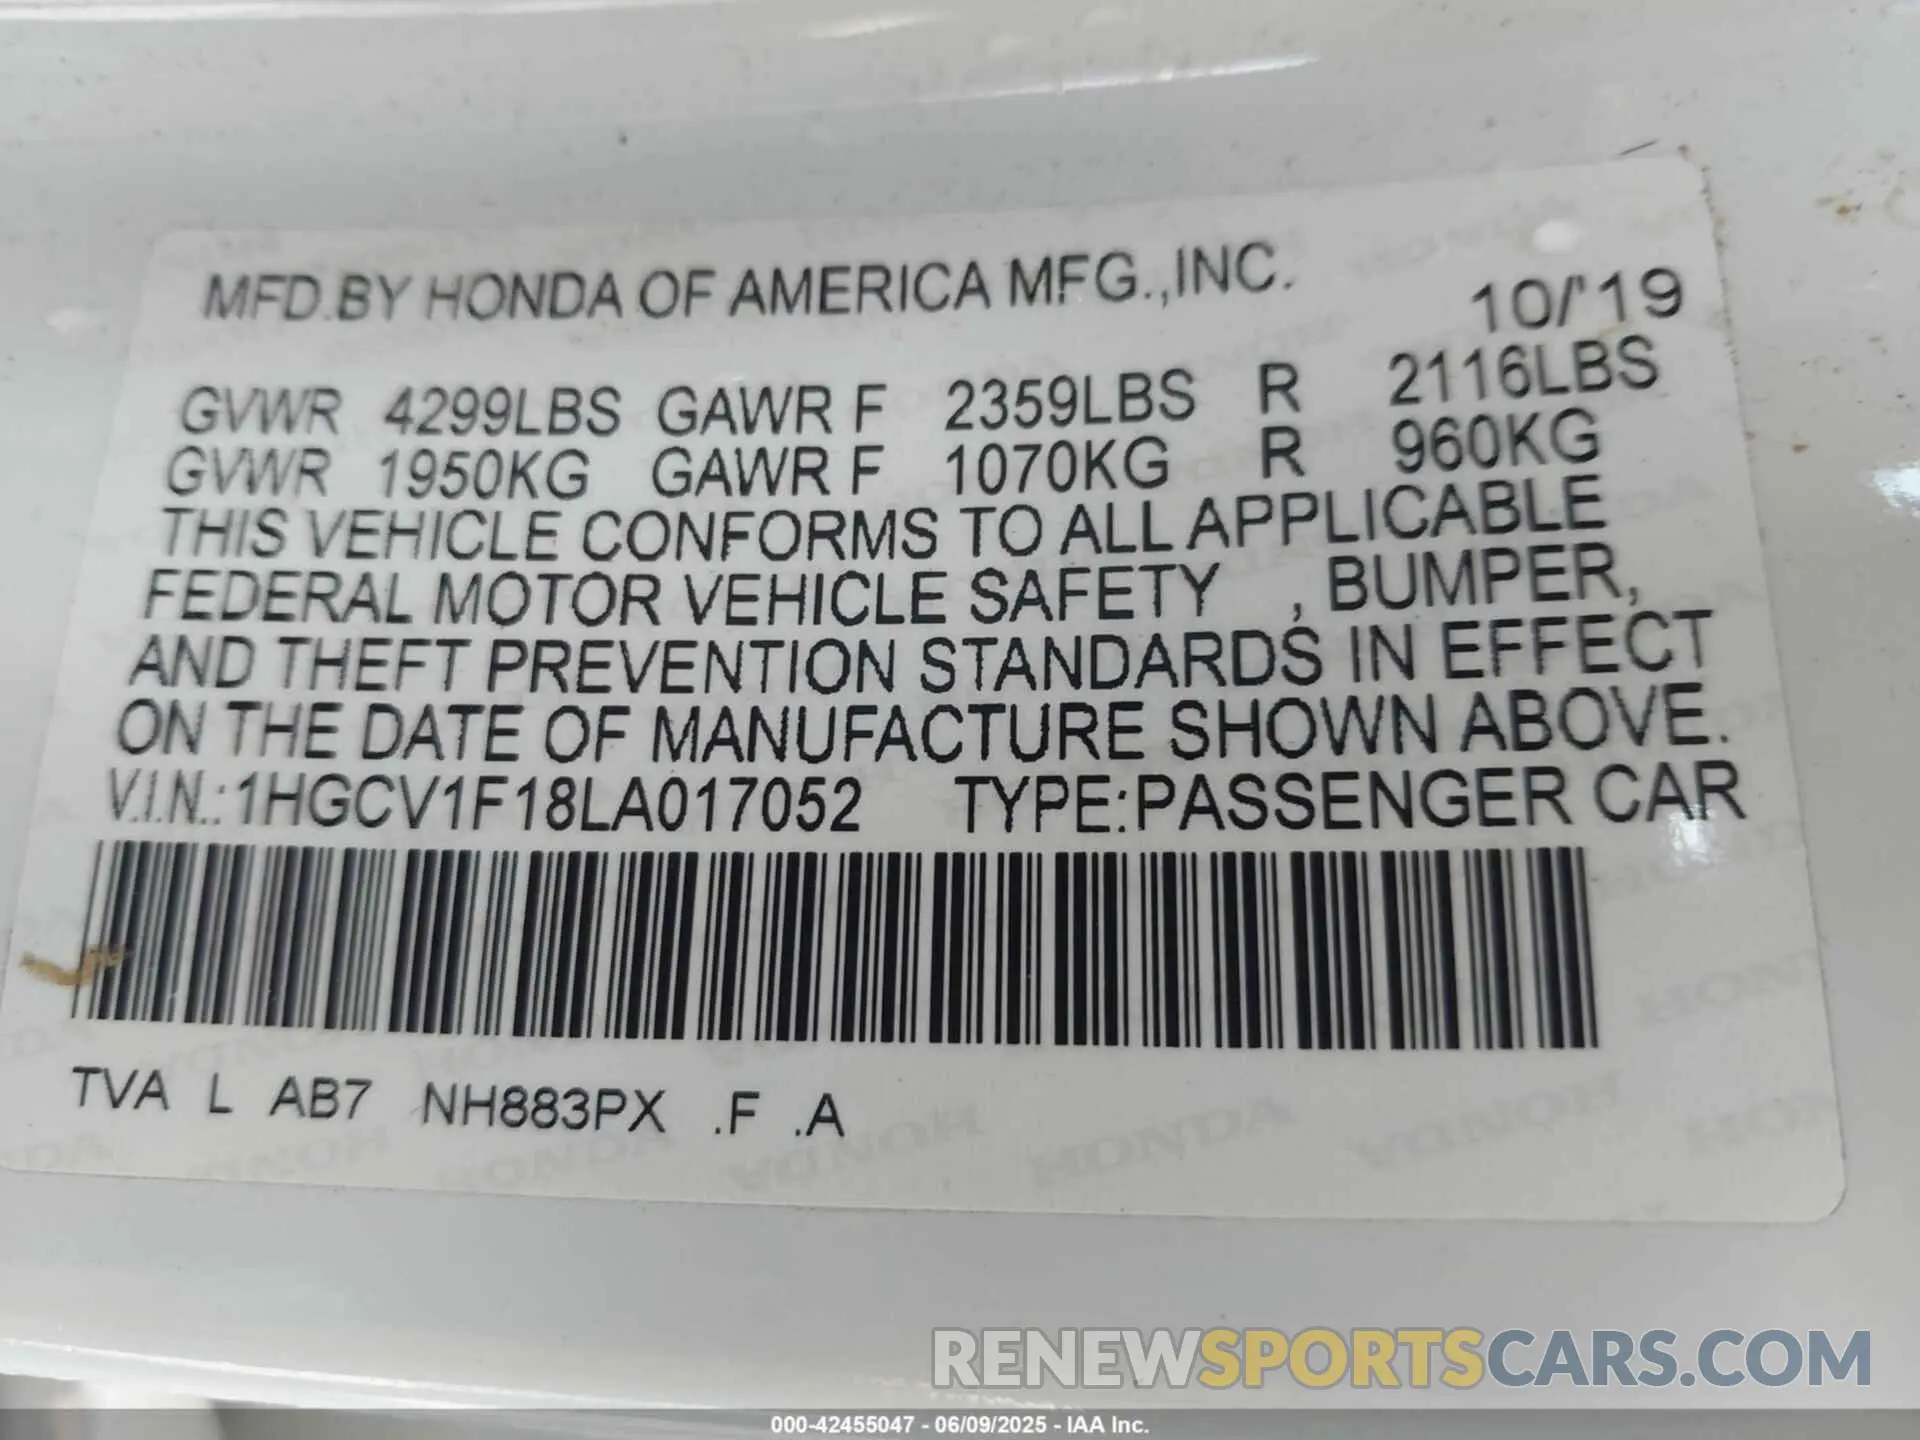 MFD.BY HONDA OF AMERICA MFG.,INC. 10/'19
GVWR 4299LBS GAWR F 2359LBS R 2116LBS
GVWR 1950KG GAWR F 1070KG R 960KG
THIS VEHICLE CONFORMS TO ALL APPLICABLE
FEDERAL MOTOR VEHICLE SAFETY , BUMPER,
AND THEFT PREVENTION STANDARDS IN EFFECT
ON THE DATE OF MANUFACTURE SHOWN ABOVE.
V.I.N.:1HGCV1F18LA017052 TYPE:PASSENGER CAR
TVA L AB7 NH883PX .F .A
RENEWSPORTSCARS.COM
000-42455047 - 06/09/2025 - IAA Inc.